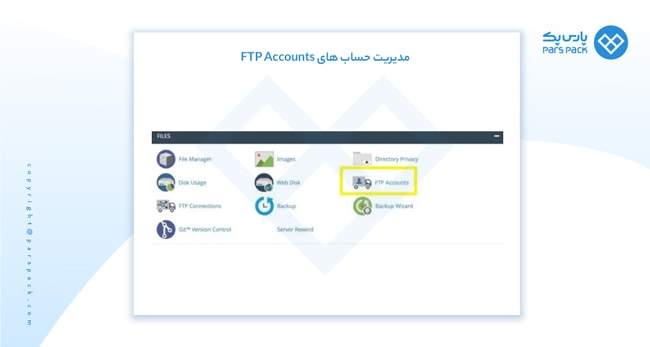 پارس پک
PARS PACK
مدیریت حساب های FTP Accounts
FILES
File Manager
Images
Directory Privacy
Disk Usage
Web Disk
FTP Accounts
FTP Connections
Backup
Backup Wizard
Git™ Version Control
Server Rewind
copyright@parspack.com